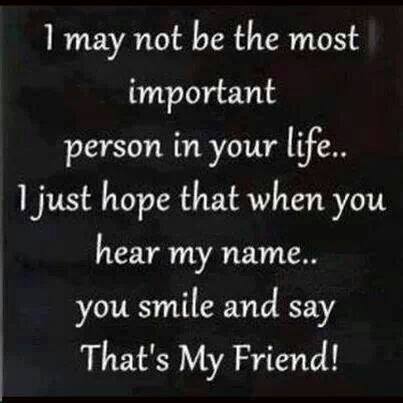 I may not be the most
important
person in your life..
I just hope that when you
hear my name..
you smile and say
That's My Friend!